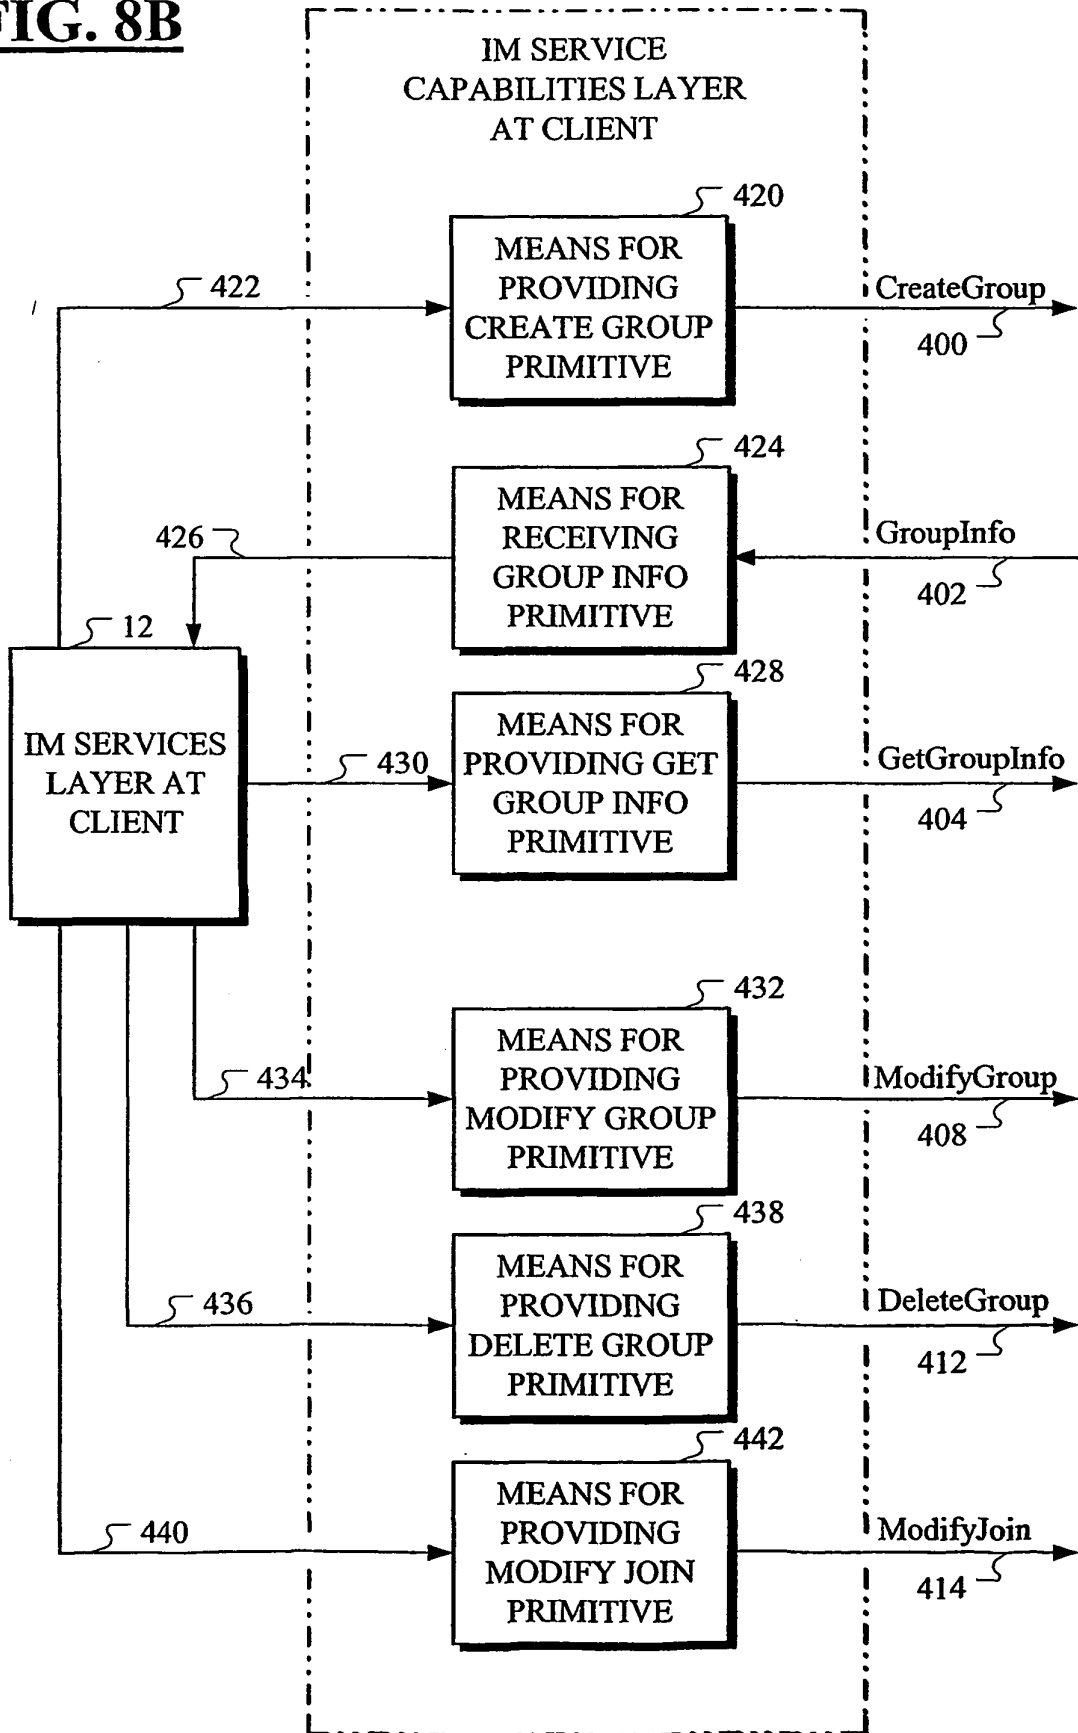 FIG. 8B
IM SERVICE
CAPABILITIES LAYER
AT CLIENT
420
MEANS FOR
PROVIDING
CREATE GROUP
PRIMITIVE
422
CreateGroup
400
424
MEANS FOR
RECEIVING
GROUP INFO
PRIMITIVE
426
GroupInfo
402
12
IM SERVICES
LAYER AT
CLIENT
428
MEANS FOR
PROVIDING GET
GROUP INFO
PRIMITIVE
430
GetGroupInfo
404
432
MEANS FOR
PROVIDING
MODIFY GROUP
PRIMITIVE
434
ModifyGroup
408
438
MEANS FOR
PROVIDING
DELETE GROUP
PRIMITIVE
436
DeleteGroup
412
442
MEANS FOR
PROVIDING
MODIFY JOIN
PRIMITIVE
440
ModifyJoin
414